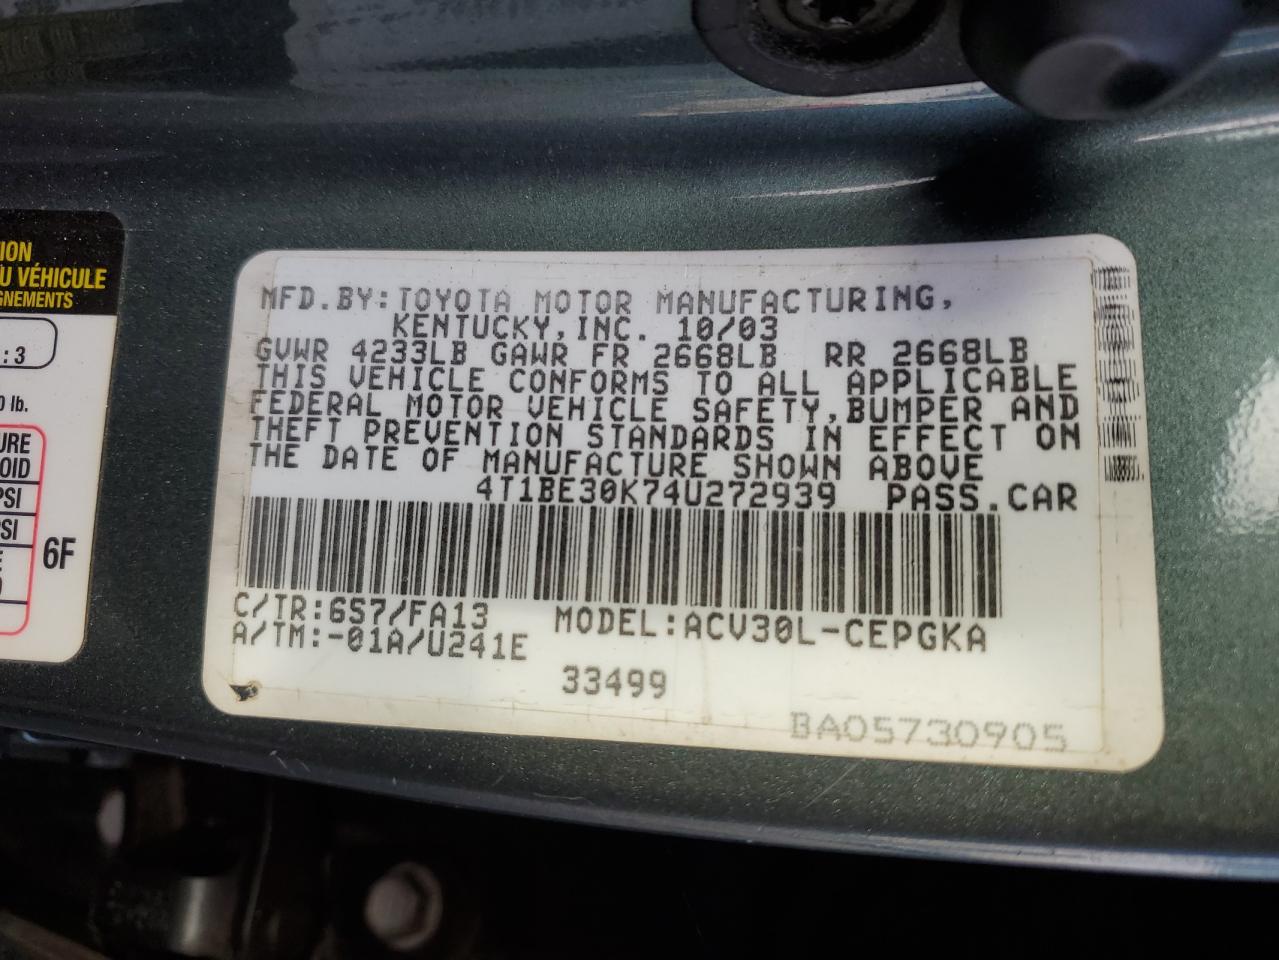 ION
U VÉHICULE
GNEMENTS
: 3
0 lb.
URE
OID
PSI
SI
6F
MFD.BY:TOYOTA MOTOR MANUFACTURING,
KENTUCKY,INC. 10/03
GVWR 4233LB GAWR FR 2668LB RR 2668LB
THIS VEHICLE CONFORMS TO ALL APPLICABLE
FEDERAL MOTOR VEHICLE SAFETY,BUMPER AND
THEFT PREVENTION STANDARDS IN EFFECT ON
THE DATE OF MANUFACTURE SHOWN ABOVE
4T1BE30K74U272939 PASS.CAR
C/TR:6S7/FA13 MODEL:ACV30L-CEPGKA
A/TM:-01A/U241E
33499
BA05730905